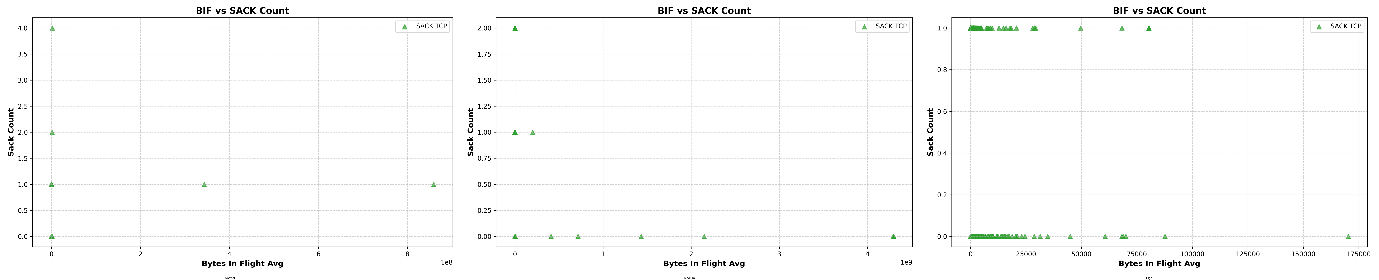 BIF vs SACK Count
SACK TCP
4.0
3.5
3.0
2.5
2.0
1.5
1.0
0.5
0.0
Sack Count
0 2 4 6 8
1e8
Bytes In Flight Avg
BIF vs SACK Count
SACK TCP
2.00
1.75
1.50
1.25
1.00
0.75
0.50
0.25
0.00
Sack Count
0 1 2 3 4
1e9
Bytes In Flight Avg
BIF vs SACK Count
SACK TCP
1.0
0.8
0.6
0.4
0.2
0.0
Sack Count
0 25000 50000 75000 100000 125000 150000 175000
Bytes In Flight Avg